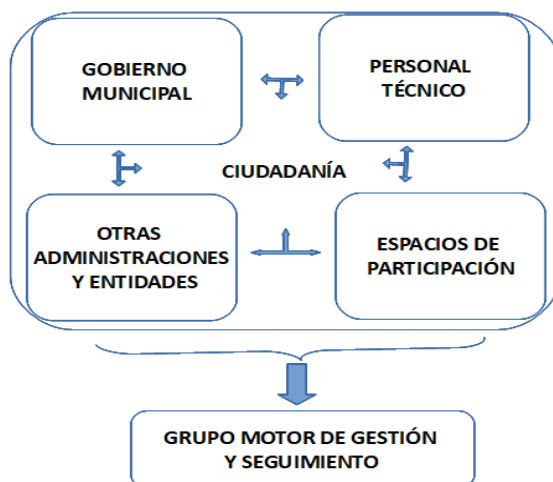 GOBIERNO
MUNICIPAL
PERSONAL
TÉCNICO
CIUDADANÍA
OTRAS
ADMINISTRACIONES
Y ENTIDADES
ESPACIOS DE
PARTICIPACIÓN
GRUPO MOTOR DE GESTIÓN
Y SEGUIMIENTO